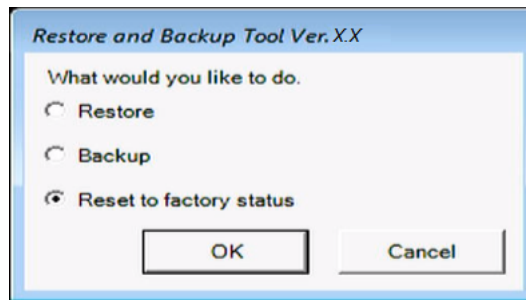 Restore and Backup Tool Ver. X.X
What would you like to do.
Restore
Backup
Reset to factory status
OK
Cancel